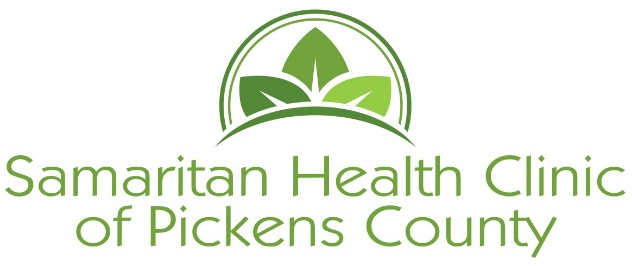 Samaritan Health Clinic
of Pickens County